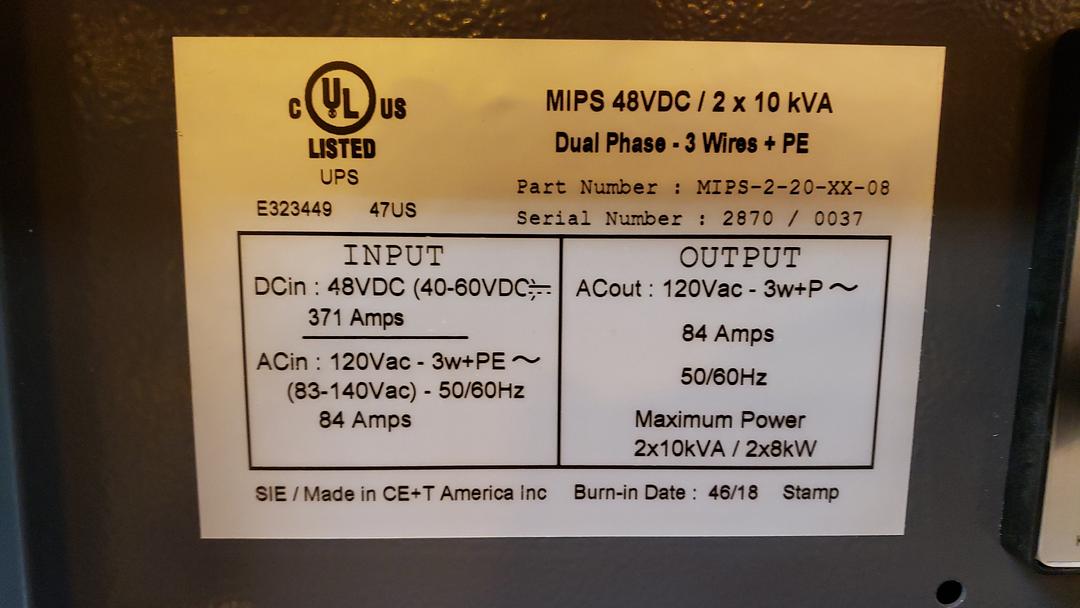 C UL US
LISTED
UPS
E323449 47US
MIPS 48VDC / 2 x 10 kVA
Dual Phase - 3 Wires + PE
Part Number : MIPS-2-20-XX-08
Serial Number : 2870 / 0037
INPUT
DCin : 48VDC (40-60VDC)
371 Amps
ACin : 120Vac - 3w+PE ~
(83-140Vac) - 50/60Hz
84 Amps
OUTPUT
ACout : 120Vac - 3w+P ~
84 Amps
50/60Hz
Maximum Power
2x10kVA / 2x8kW
SIE / Made in CE+T America Inc Burn-in Date : 46/18 Stamp